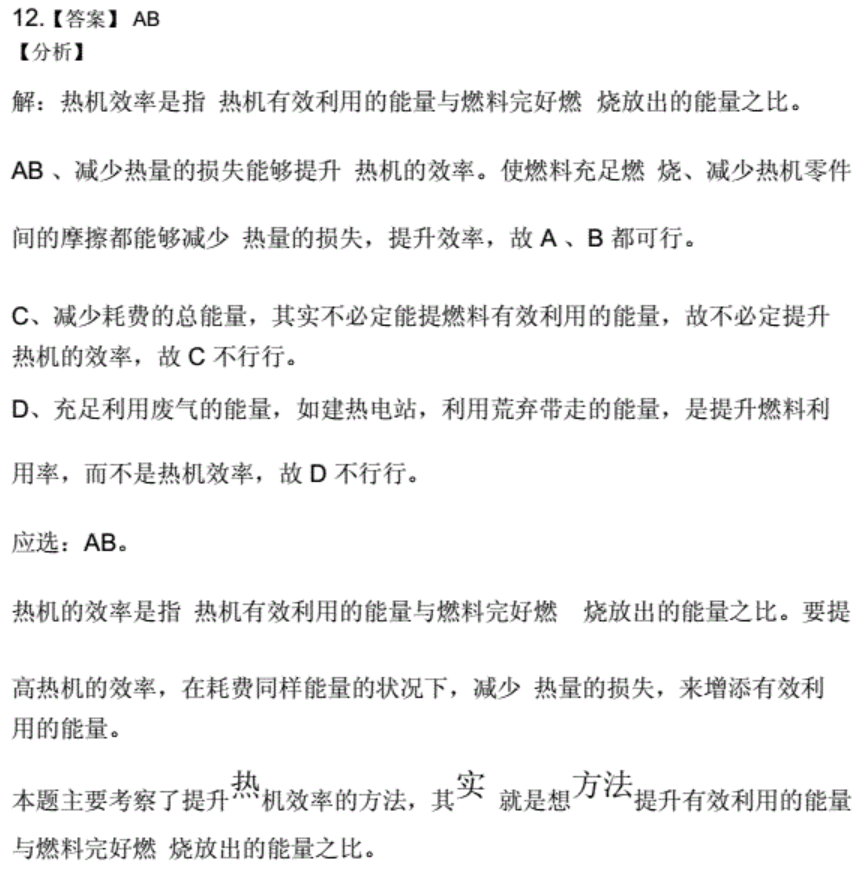 12.【答案】 AB
【分析】
解：热机效率是指 热机有效利用的能量与燃料完好燃 烧放出的能量之比。
AB 、减少热量的损失能够提升 热机的效率。使燃料充足燃 烧、减少热机零件
间的摩擦都能够减少 热量的损失，提升效率，故 A 、B 都可行。
C、减少耗费的总能量，其实不必定能提燃料有效利用的能量，故不必定提升
热机的效率，故 C 不行行。
D、充足利用废气的能量，如建热电站，利用荒弃带走的能量，是提升燃料利
用率，而不是热机效率，故 D 不行行。
应选：AB。
热机的效率是指 热机有效利用的能量与燃料完好燃 烧放出的能量之比。要提
高热机的效率，在耗费同样能量的状况下，减少 热量的损失，来增添有效利
用的能量。
本题主要考察了提升热机效率的方法，其实 就是想方法提升有效利用的能量
与燃料完好燃 烧放出的能量之比。